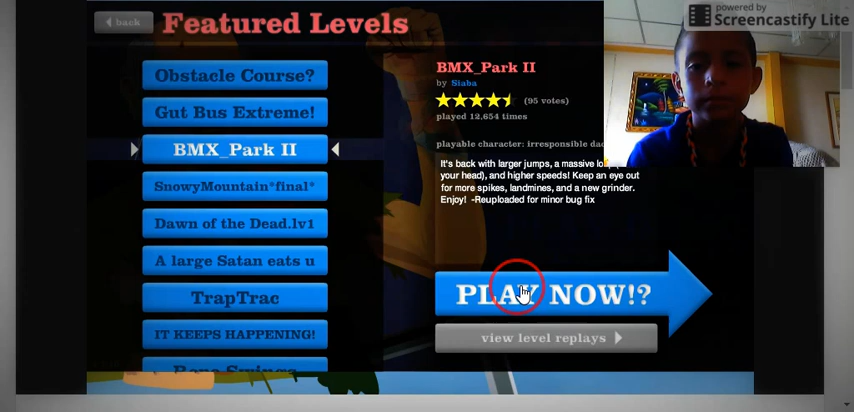 powered by
Screencastify Lite
back
Featured Levels
Obstacle Course?
Gut Bus Extreme!
BMX_Park II
SnowyMountain*final*
Dawn of the Dead.lv1
A large Satan eats u
TrapTrac
IT KEEPS HAPPENING!
BMX_Park II
by Siaba
(95 votes)
played 12,654 times
playable character: irresponsible
It's back with larger jumps, a massive
your head), and higher speeds! Keep an eye out
for more spikes, landmines, and a new grinder.
Enjoy! -Reuploaded for minor bug fix
PLAY NOW!?
view level replays